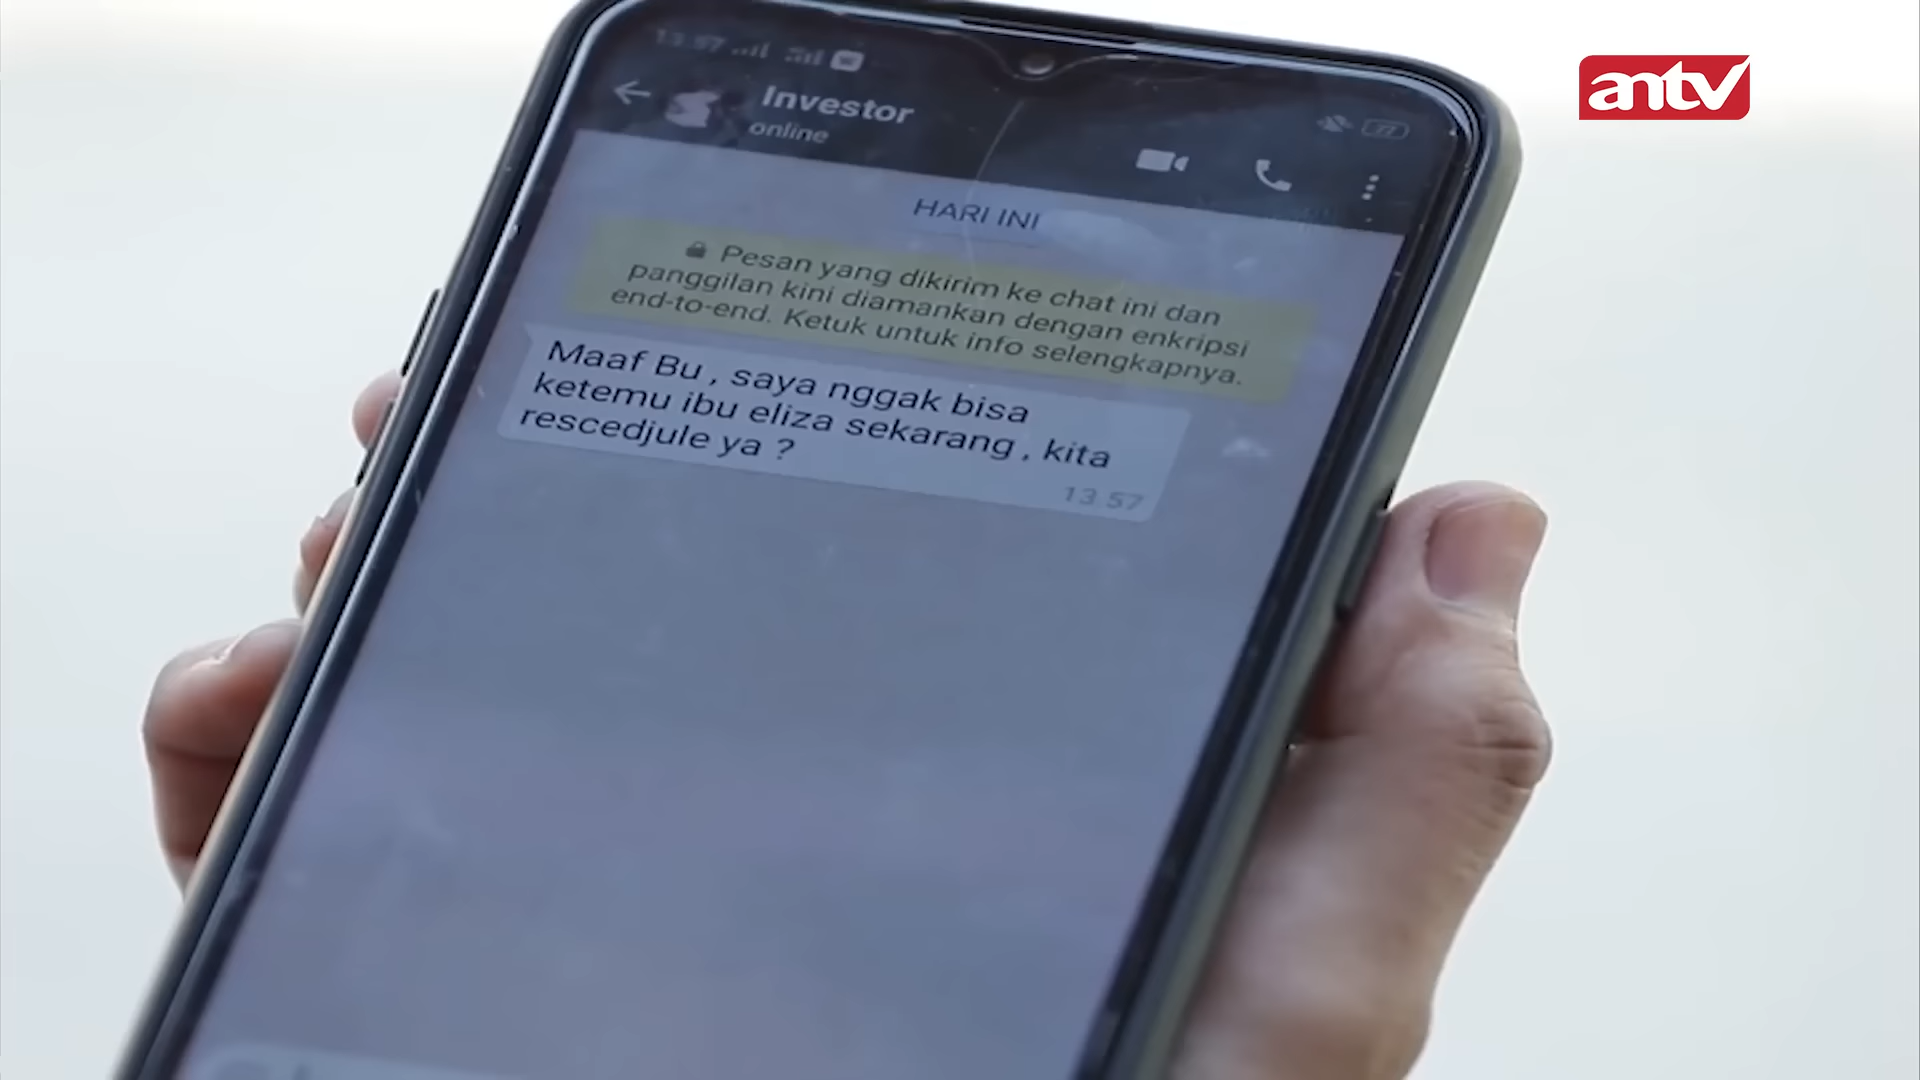 antv
13.57
Investor
online
HARI INI
Pesan yang dikirim ke chat ini dan
panggilan kini diamankan dengan enkripsi
end-to-end. Ketuk untuk info selengkapnya.
Maaf Bu , saya nggak bisa
ketemu ibu eliza sekarang , kita
rescedjule ya ?
13.57